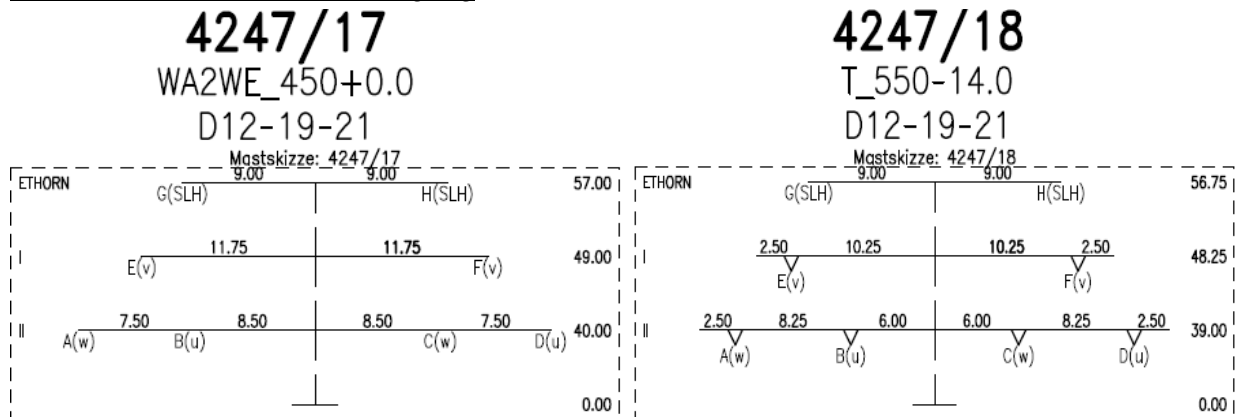 4247/17
WA2WE_450+0.0
D12-19-21
Mastskizze: 4247/17
ETHORN 9.00 9.00 57.00
G(SLH) H(SLH)
I 11.75 11.75 49.00
E(v) F(v)
II 7.50 8.50 8.50 7.50 40.00
A(w) B(u) C(w) D(u)
0.00
4247/18
T_550-14.0
D12-19-21
Mastskizze: 4247/18
ETHORN 9.00 9.00 56.75
G(SLH) H(SLH)
I 2.50 10.25 10.25 2.50 48.25
E(v) F(v)
II 2.50 8.25 6.00 6.00 8.25 2.50 39.00
A(w) B(u) C(w) D(u)
0.00